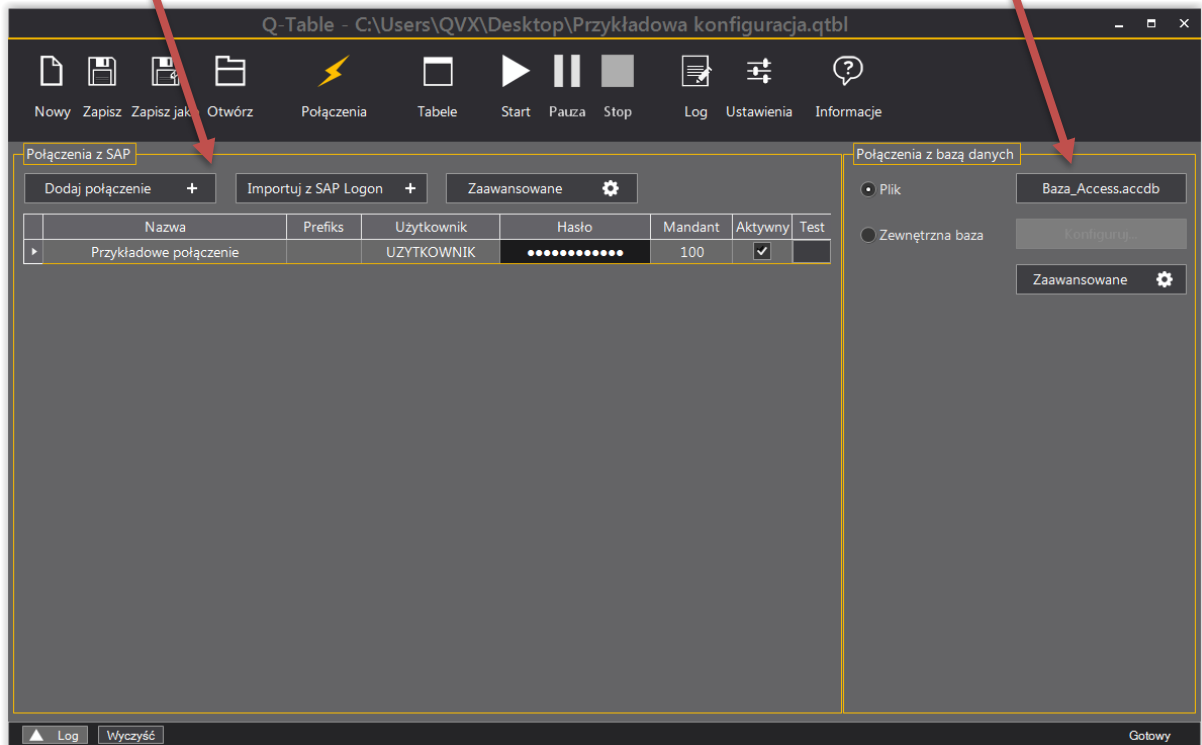 Q-Table - C:\Users\QVX\Desktop\Przykładowa konfiguracja.qtbl
Nowy Zapisz Zapisz jako Otwórz Połączenia Tabele Start Pauza Stop Log Ustawienia Informacje
Połączenia z SAP
Dodaj połączenie + Importuj z SAP Logon + Zaawansowane
Nazwa Prefiks Użytkownik Hasło Mandant Aktywny Test
Przykładowe połączenie UZYTKOWNIK ●●●●●●●●●●●● 100
Połączenia z bazą danych
Plik Baza_Access.accdb
Zewnętrzna baza Konfiguruj...
Zaawansowane
Log Wyczyść Gotowy